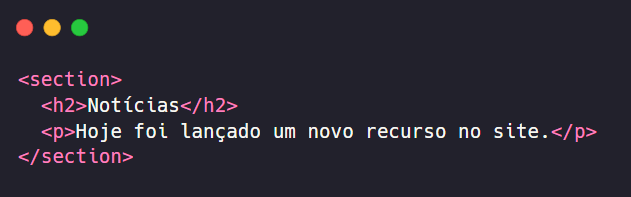 <section>
  <h2>Notícias</h2>
  <p>Hoje foi lançado um novo recurso no site.</p>
</section>